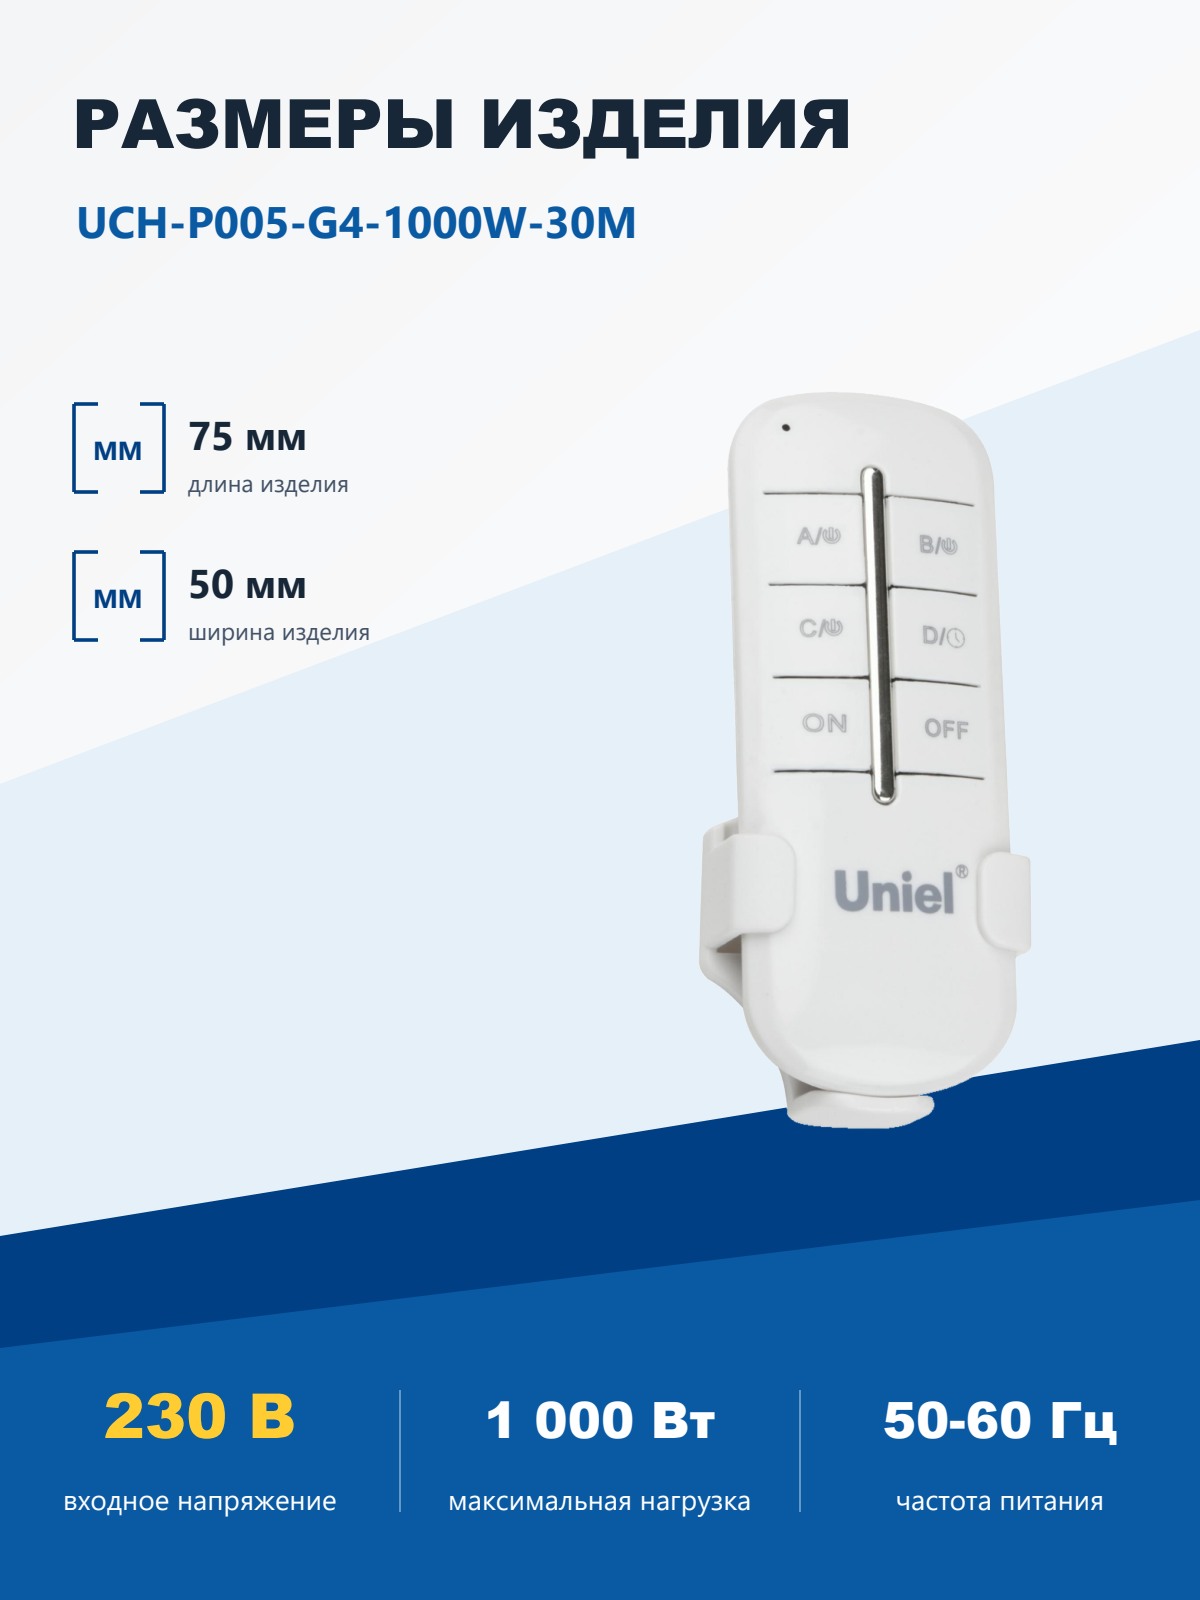 РАЗМЕРЫ ИЗДЕЛИЯ
UCH-P005-G4-1000W-30M
мм
75 мм
длина изделия
мм
50 мм
ширина изделия
A/
B/
C/
D/
ON
OFF
Uniel®
230 В
входное напряжение
1 000 Вт
максимальная нагрузка
50-60 Гц
частота питания